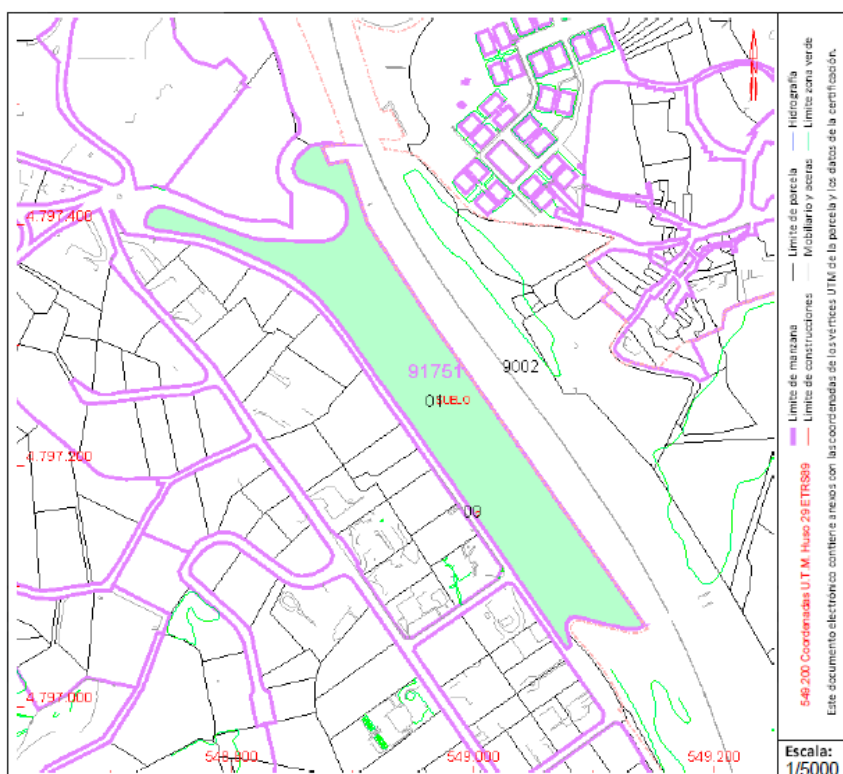 4.797.400
4.797.200
4.797.000
91751
01
SUELO
9002
09
548.800
549.000
549.200
Límite de manzana
Límite de parcela
Hidrografía
Límite de construcciones
Mobiliario y aceras
Límite zona verde
549.200 Coordenadas U.T.M. Huso 29 ETRS89
Este documento electrónico contiene anexos con las coordenadas de los vértices UTM de la parcela y los datos de la certificación.
Escala:
1/5000